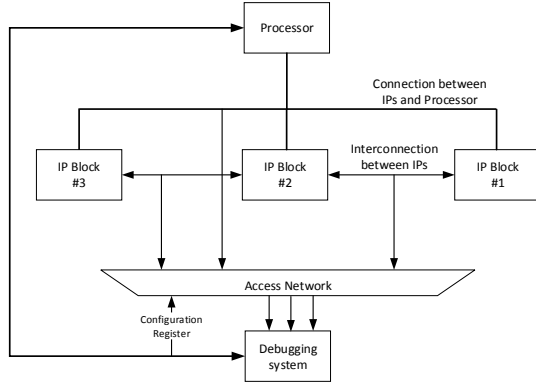 Processor
Connection between
IPs and Processor
IP Block
#3
IP Block
#2
Interconnection
between IPs
IP Block
#1
Access Network
Configuration
Register
Debugging
system